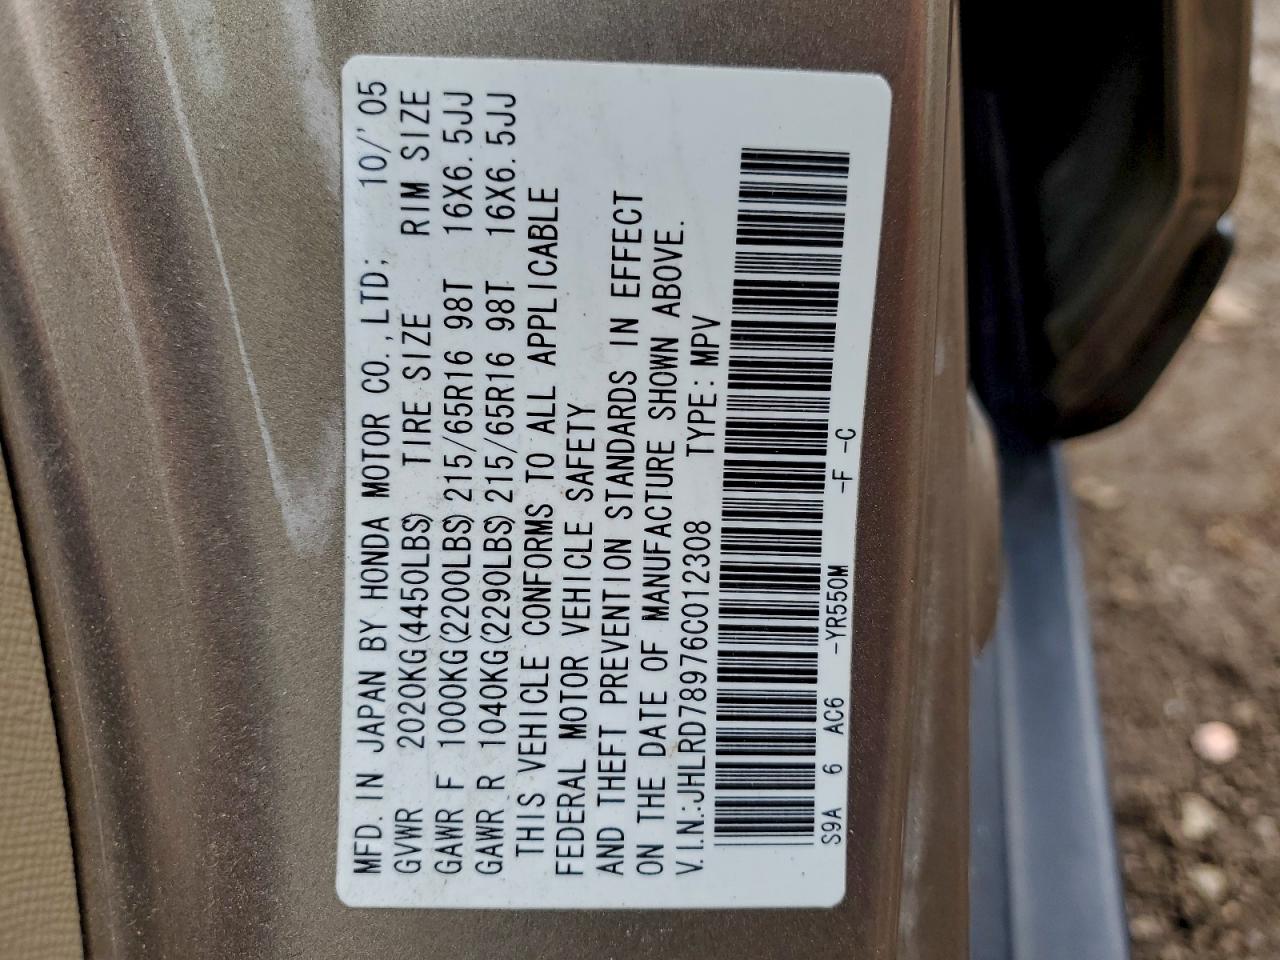 MFD. IN JAPAN BY HONDA MOTOR CO.,LTD; 10/'05
GVWR 2020KG(4450LBS) TIRE SIZE RIM SIZE
GAWR F 1000KG(2200LBS) 215/65R16 98T 16X6.5JJ
GAWR R 1040KG(2290LBS) 215/65R16 98T 16X6.5JJ
THIS VEHICLE CONFORMS TO ALL APPLICABLE
FEDERAL MOTOR VEHICLE SAFETY
AND THEFT PREVENTION STANDARDS IN EFFECT
ON THE DATE OF MANUFACTURE SHOWN ABOVE.
V.I.N.:JHLRD78976C012308 TYPE:MPV
S9A 6 AC6 -YR550M -F -C